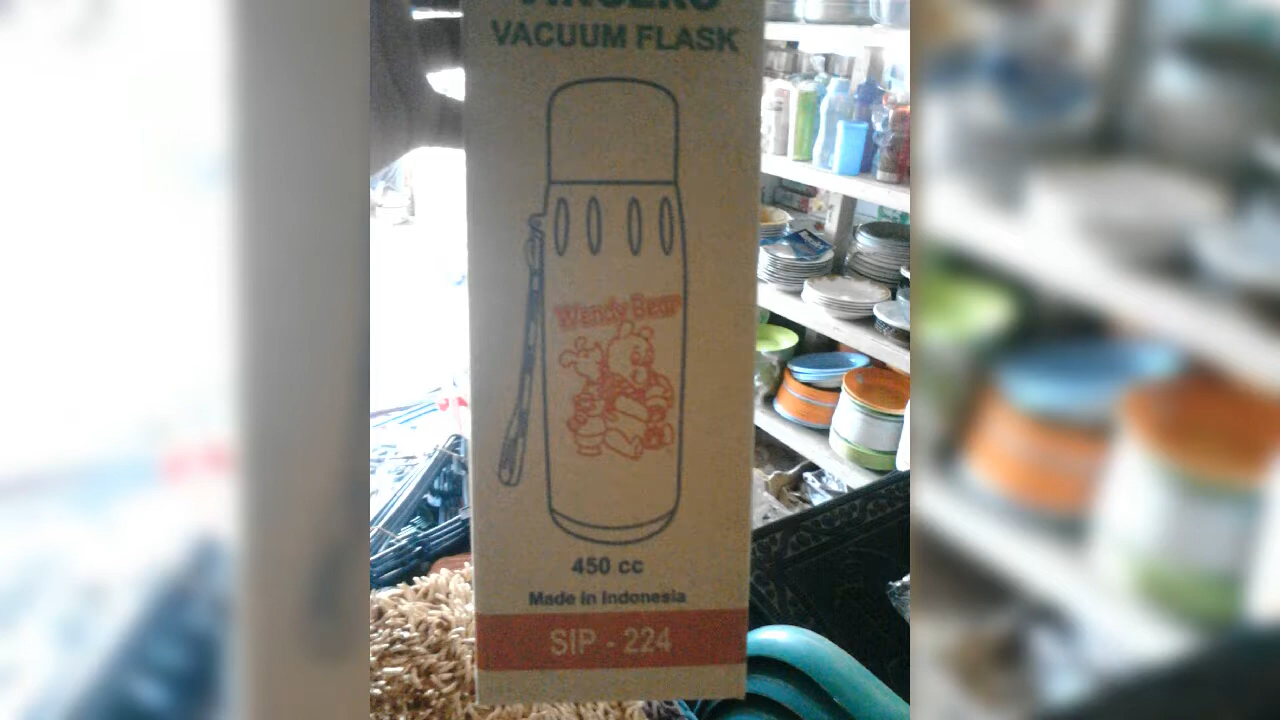 VACUUM FLASK
Wendy Bear
450 cc
Made in Indonesia
SIP - 224